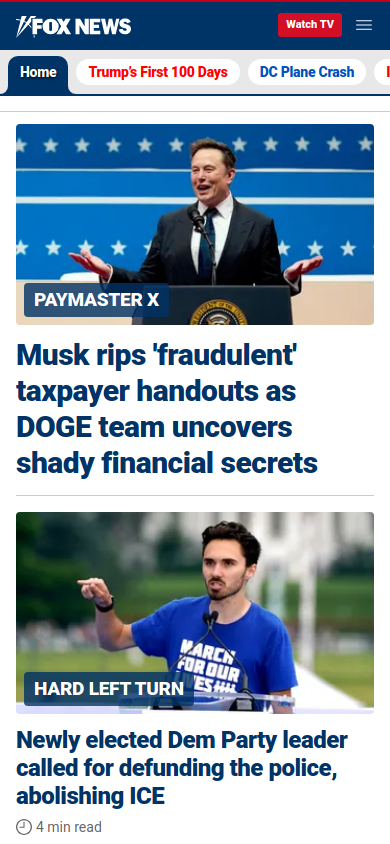 FOX NEWS
Watch TV
Home
Trump's First 100 Days
DC Plane Crash
PAYMASTER X
Musk rips 'fraudulent'
taxpayer handouts as
DOGE team uncovers
shady financial secrets
MARCH
FOR OUR
HARD LEFT TURN
Newly elected Dem Party leader
called for defunding the police,
abolishing ICE
4 min read